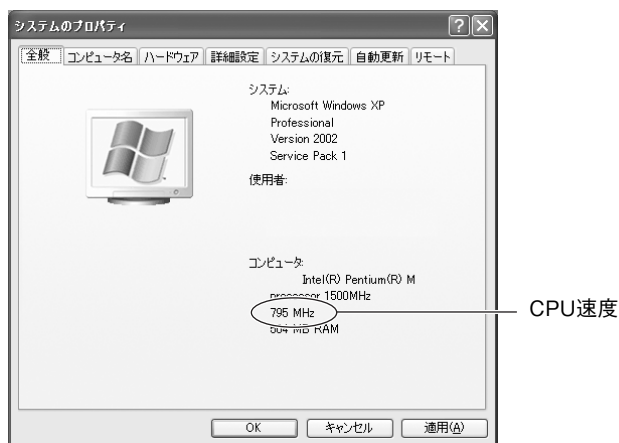 システムのプロパティ
全般 コンピュータ名 ハードウェア 詳細設定 システムの復元 自動更新 リモート
システム:
Microsoft Windows XP
Professional
Version 2002
Service Pack 1
使用者:
コンピュータ:
Intel(R) Pentium(R) M
processor 1500MHz
795 MHz
504 MB RAM
CPU速度
OK キャンセル 適用(A)